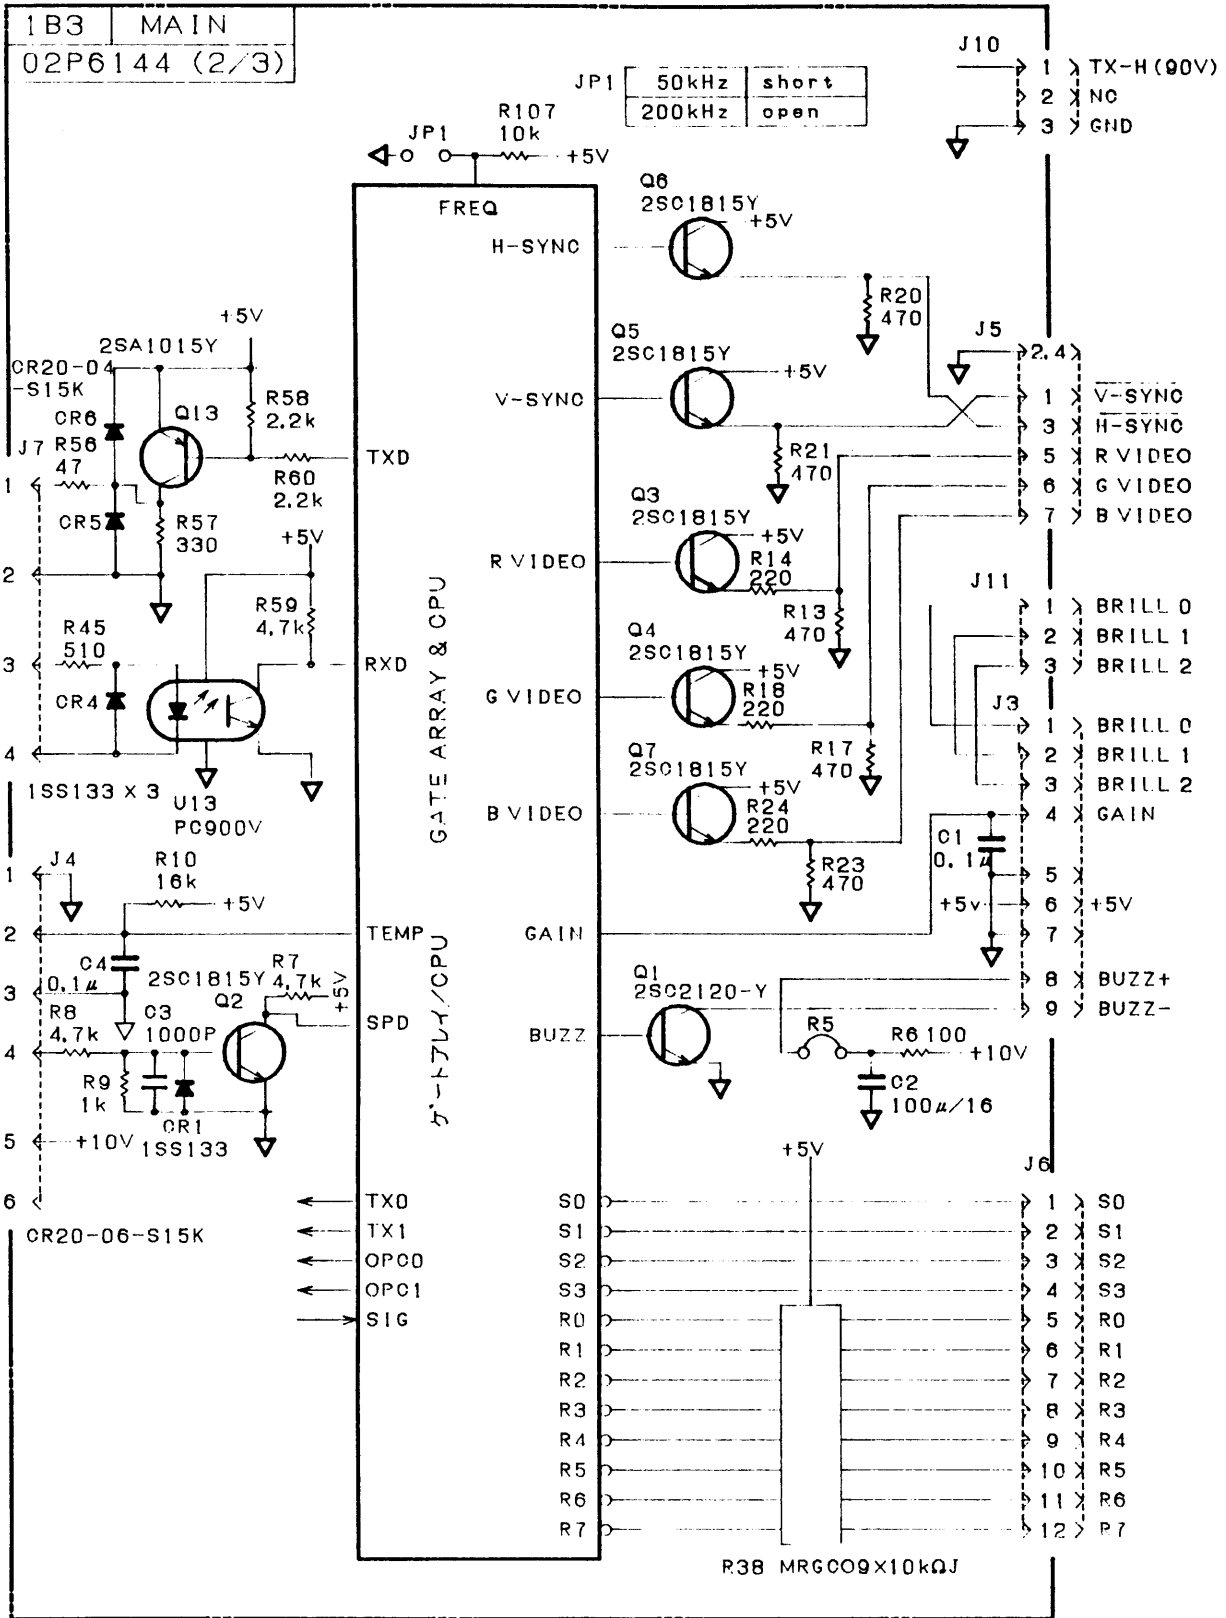 1B3 MAIN
02P6144 (2/3)
JP1 50kHz short
200kHz open
J10
1 TX-H(90V)
2 NC
3 GND
JP1
R107
10k
+5V
FREQ
Q6
2SC1815Y
+5V
H-SYNC
R20
470
+5V
2SA1015Y
CR20-04
-S15K
CR6
Q13
R58
2.2k
J7
R56
47
1
TXD
R60
2.2k
CR5
R57
330
2
+5V
Q5
2SC1815Y
+5V
V-SYNC
R21
470
J5
2.4
1 V-SYNC
3 H-SYNC
5 R VIDEO
6 G VIDEO
7 B VIDEO
Q3
2SC1815Y
+5V
R VIDEO
R14
220
R13
470
J11
1 BRILL 0
2 BRILL 1
3 BRILL 2
R59
4.7k
R45
510
3
RXD
CR4
4
1SS133 X 3
U13
PC900V
GATE ARRAY & CPU
Q4
2SC1815Y
+5V
G VIDEO
R18
220
R17
470
J3
1 BRILL 0
2 BRILL 1
3 BRILL 2
4 GAIN
Q7
2SC1815Y
+5V
B VIDEO
R24
220
R23
470
C1
0.1μ
5
+5v 6 +5V
7
8 BUZZ+
9 BUZZ-
J4
1
R10
16k
+5V
2
TEMP
GAIN
C4
0.1μ
3
2SC1815Y
Q2
R7
4.7k
+5V
SPD
R8
4.7k
C3
1000P
4
R9
1k
CR1
1SS133
5 +10V
6
CR20-06-S15K
ゲートアレイ/CPU
Q1
2SC2120-Y
BUZZ
R5
R6 100
+10V
C2
100μ/16
+5V
J6
TX0 S0 1 S0
TX1 S1 2 S1
OPC0 S2 3 S2
OPC1 S3 4 S3
SIG R0 5 R0
R1 6 R1
R2 7 R2
R3 8 R3
R4 9 R4
R5 10 R5
R6 11 R6
R7 12 R7
R38 MRGC09X10kΩJ